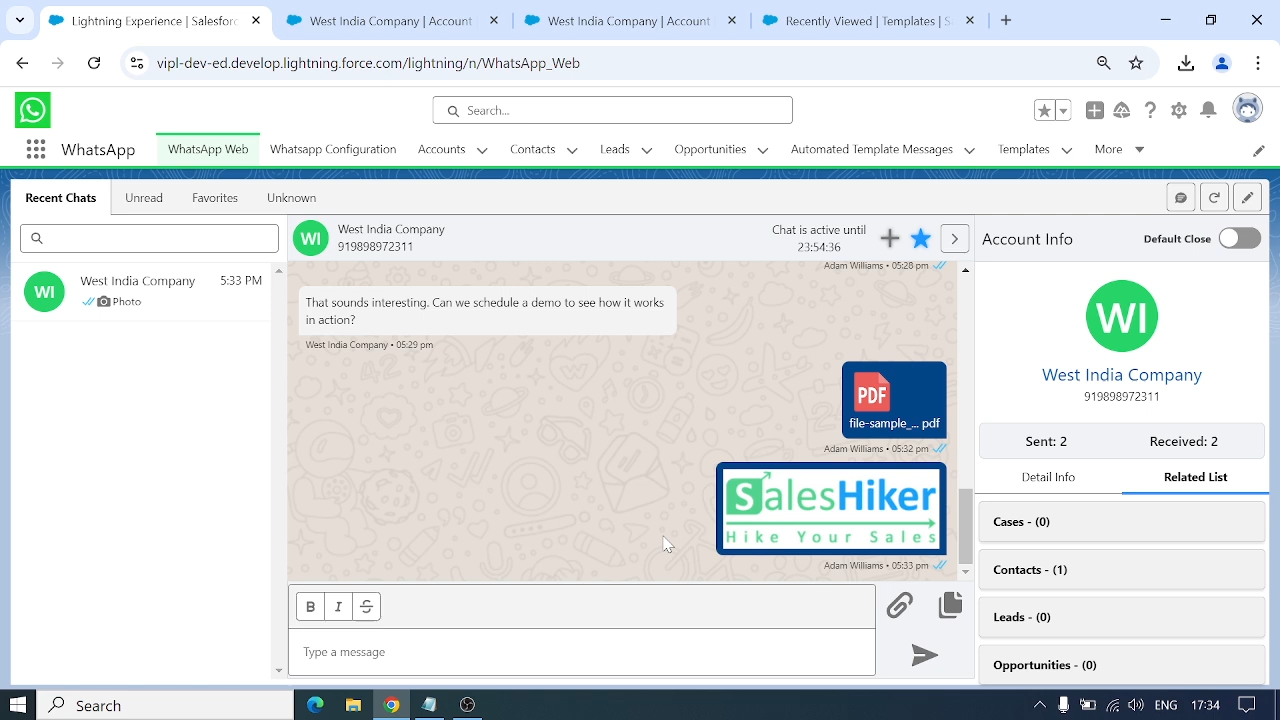 Lightning Experience | Salesforc
West India Company | Account
West India Company | Account
Recently Viewed | Templates | S
vipl-dev-ed.develop.lightning.force.com/lightning/n/WhatsApp_Web
Search...
WhatsApp
WhatsApp Web
Whatsapp Configuration
Accounts
Contacts
Leads
Opportunities
Automated Template Messages
Templates
More
Recent Chats
Unread
Favorites
Unknown
WI
West India Company
5:33 PM
Photo
WI
West India Company
919898972311
Chat is active until
23:54:36
Adam Williams • 05:28 pm
That sounds interesting. Can we schedule a demo to see how it works
in action?
West India Company • 05:29 pm
PDF
file-sample_... pdf
Adam Williams • 05:32 pm
SalesHiker
Hike Your Sales
Adam Williams • 05:33 pm
B
I
S
Type a message
Account Info
Default Close
WI
West India Company
919898972311
Sent: 2
Received: 2
Detail Info
Related List
Cases - (0)
Contacts - (1)
Leads - (0)
Opportunities - (0)
Search
ENG
17:34